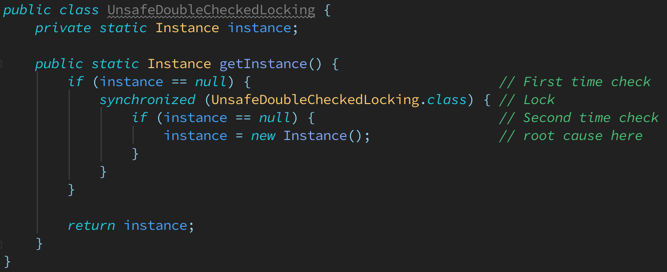 public class UnsafeDoubleCheckedLocking {
    private static Instance instance;

    public static Instance getInstance() {
        if (instance == null) {                               // First time check
            synchronized (UnsafeDoubleCheckedLocking.class) { // Lock
                if (instance == null) {                       // Second time check
                    instance = new Instance();                // root cause here
                }
            }
        }

        return instance;
    }
}